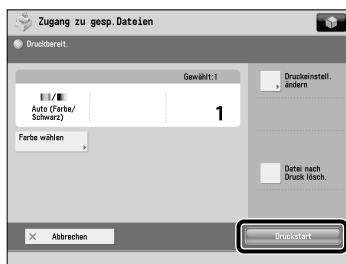 Zugang zu gesp.Dateien
Druckbereit.
Gewählt:1
Auto (Farbe/
Schwarz)
1
Farbe wählen
Druckeinstell.
ändern
Datei nach
Druck lösch.
Abbrechen
Druckstart